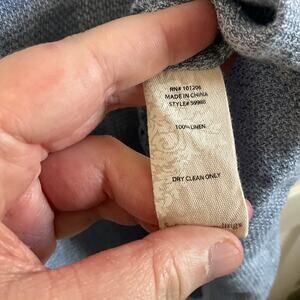 RN# 101206
MADE IN CHINA
STYLE# 59960
100% LINEN
DRY CLEAN ONLY